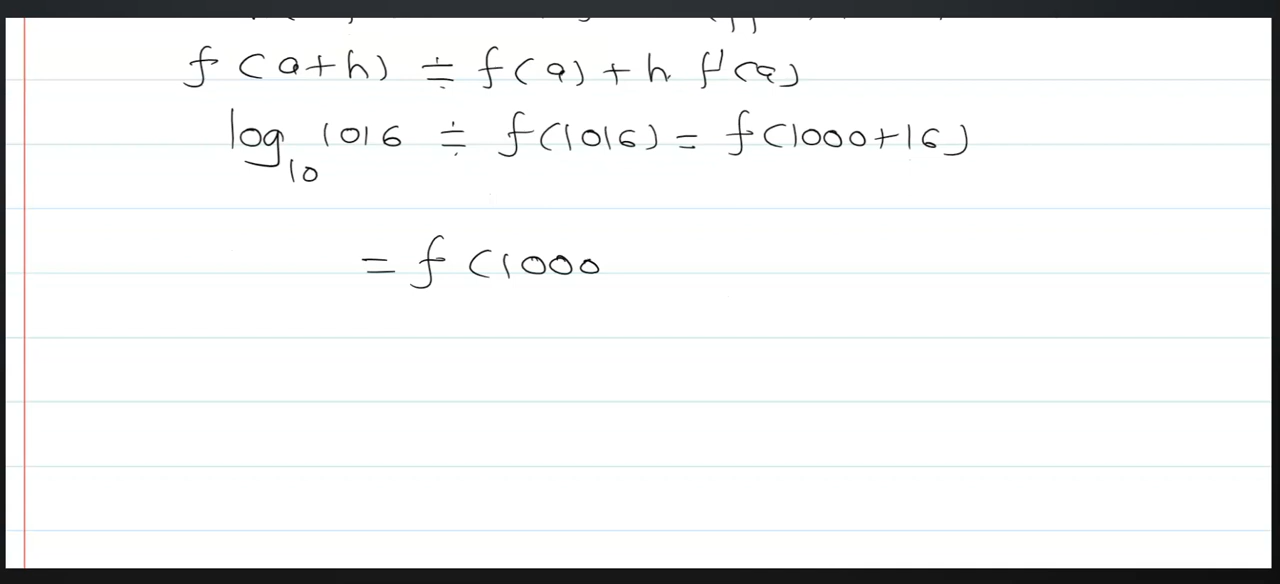 f(a+h) ≑ f(a) + h f'(a)
log₁₀ 1016 ≑ f(1016) = f(1000+16)
= f(1000